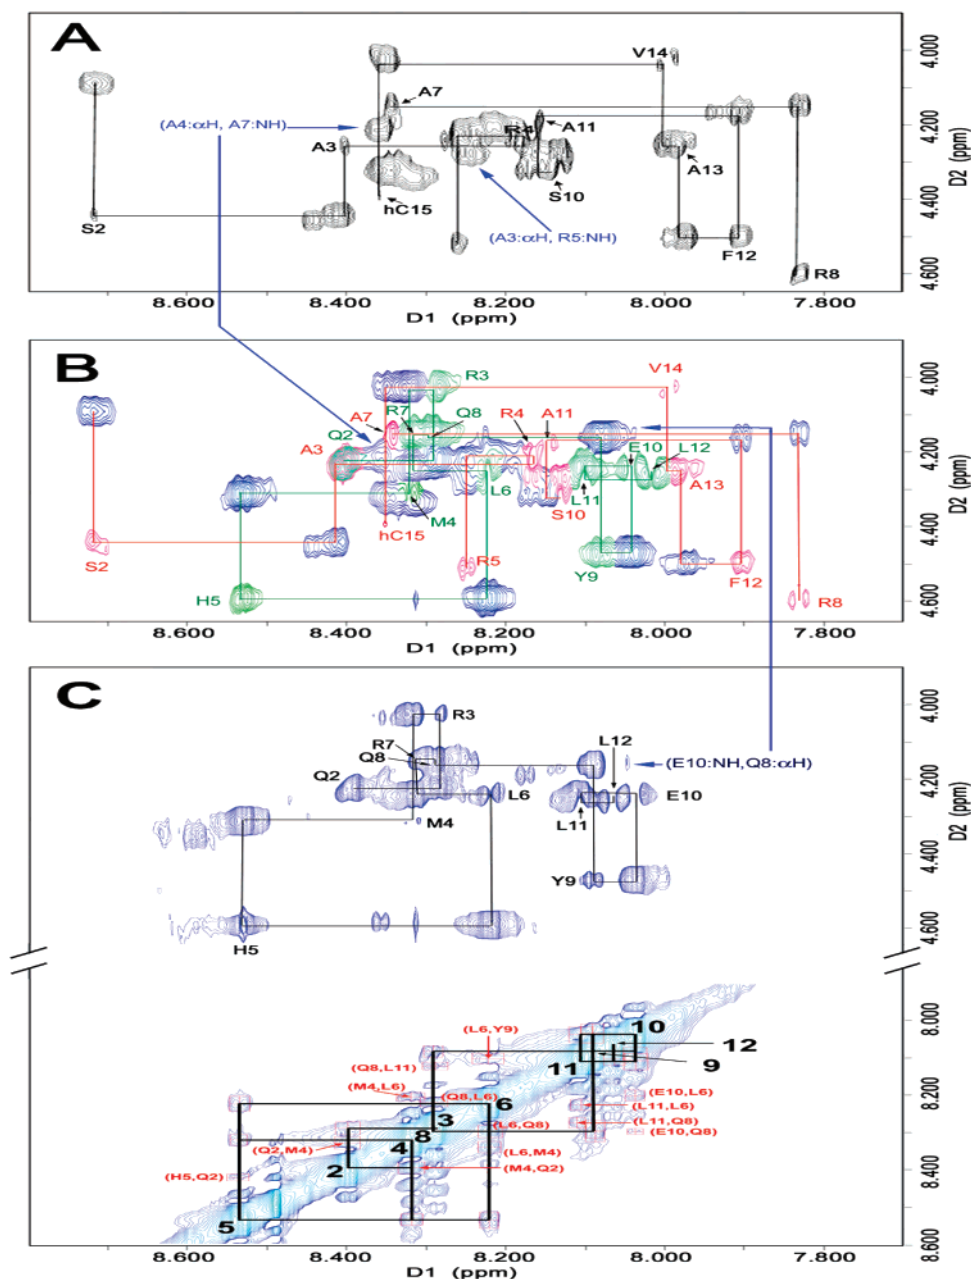 A
V14
4.000
A7
(A4:αH, A7:NH)
A11
A3
R4
4.200
A13
S10
hC15
S2
(A3:αH, R5:NH)
4.400
F12
R8
4.600
D2 (ppm)
8.600 8.400 8.200 8.000 7.800
D1 (ppm)
B
R3
V14
4.000
A7
R7
Q8
R4
A11
Q2
E10
L12
A3
4.200
L6
L11
A13
M4
S10
hC15
4.400
S2
R5
Y9
F12
H5
R8
4.600
D2 (ppm)
8.600 8.400 8.200 8.000 7.800
D1 (ppm)
C
R3
4.000
R7
L12
Q8
(E10:NH,Q8:αH)
Q2
L6
E10
4.200
M4
L11
4.400
Y9
H5
4.600
D2 (ppm)
(L6,Y9)
10
8.000
12
(Q8,L11)
11
9
(M4,L6)
(Q8,L6)
6
(E10,L6)
8.200
3
(L11,L6)
8
(L6,Q8)
(L11,Q8)
(Q2,M4)
4
(L6,M4)
(E10,Q8)
(H5,Q2)
2
(M4,Q2)
8.400
5
8.600
D2 (ppm)
8.600 8.400 8.200 8.000 7.800
D1 (ppm)